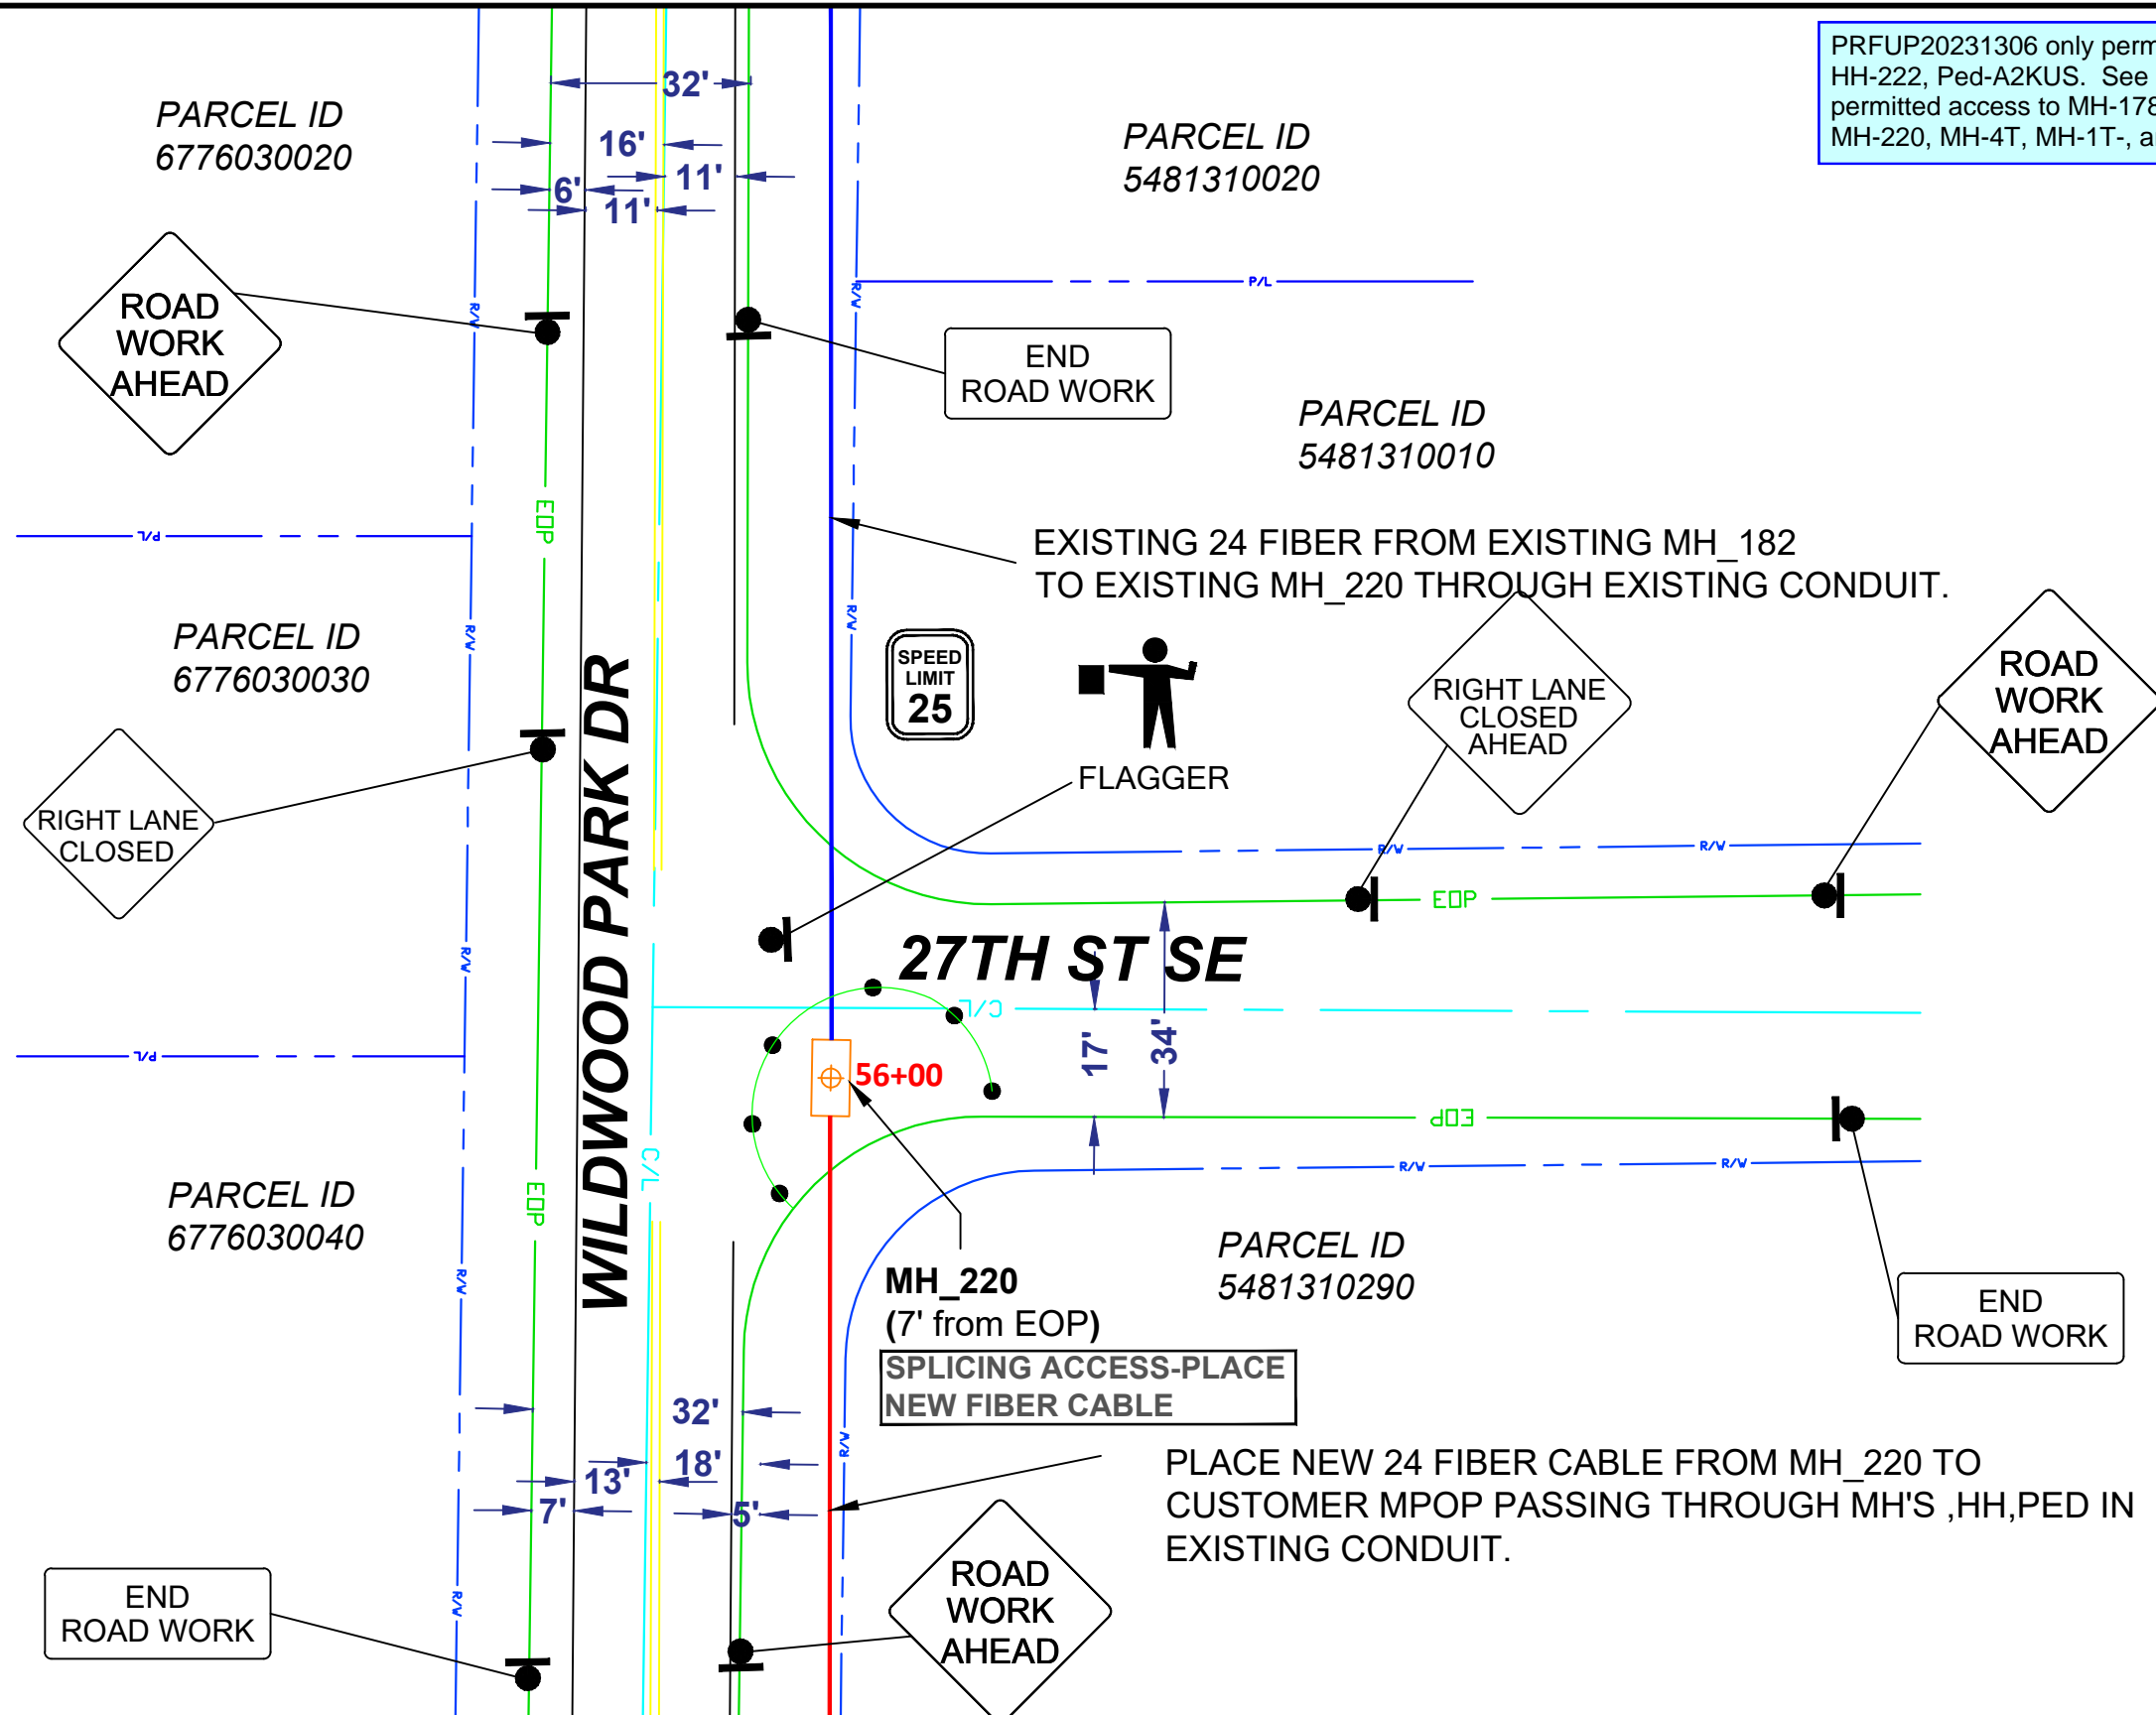 PRFUP20231306 only perm
HH-222, Ped-A2KUS. See
permitted access to MH-178
MH-220, MH-4T, MH-1T-, a
32'
PARCEL ID
6776030020
16'
11'
6'
11'
PARCEL ID
5481310020
P/L
R/W
R/W
ROAD
WORK
AHEAD
END
ROAD WORK
PARCEL ID
5481310010
EOP
P/L
EXISTING 24 FIBER FROM EXISTING MH_182
TO EXISTING MH_220 THROUGH EXISTING CONDUIT.
R/W
R/W
PARCEL ID
6776030030
SPEED
LIMIT
25
FLAGGER
RIGHT LANE
CLOSED
AHEAD
ROAD
WORK
AHEAD
RIGHT LANE
CLOSED
WILDWOOD PARK DR
R/W
R/W
EOP
27TH ST SE
R/W
C/L
17'
34'
P/L
56+00
EOP
C/L
R/W
R/W
EOP
PARCEL ID
6776030040
R/W
MH_220
(7' from EOP)
SPLICING ACCESS-PLACE
NEW FIBER CABLE
PARCEL ID
5481310290
END
ROAD WORK
32'
18'
13'
7'
5'
R/W
PLACE NEW 24 FIBER CABLE FROM MH_220 TO
CUSTOMER MPOP PASSING THROUGH MH'S ,HH,PED IN
EXISTING CONDUIT.
R/W
END
ROAD WORK
ROAD
WORK
AHEAD